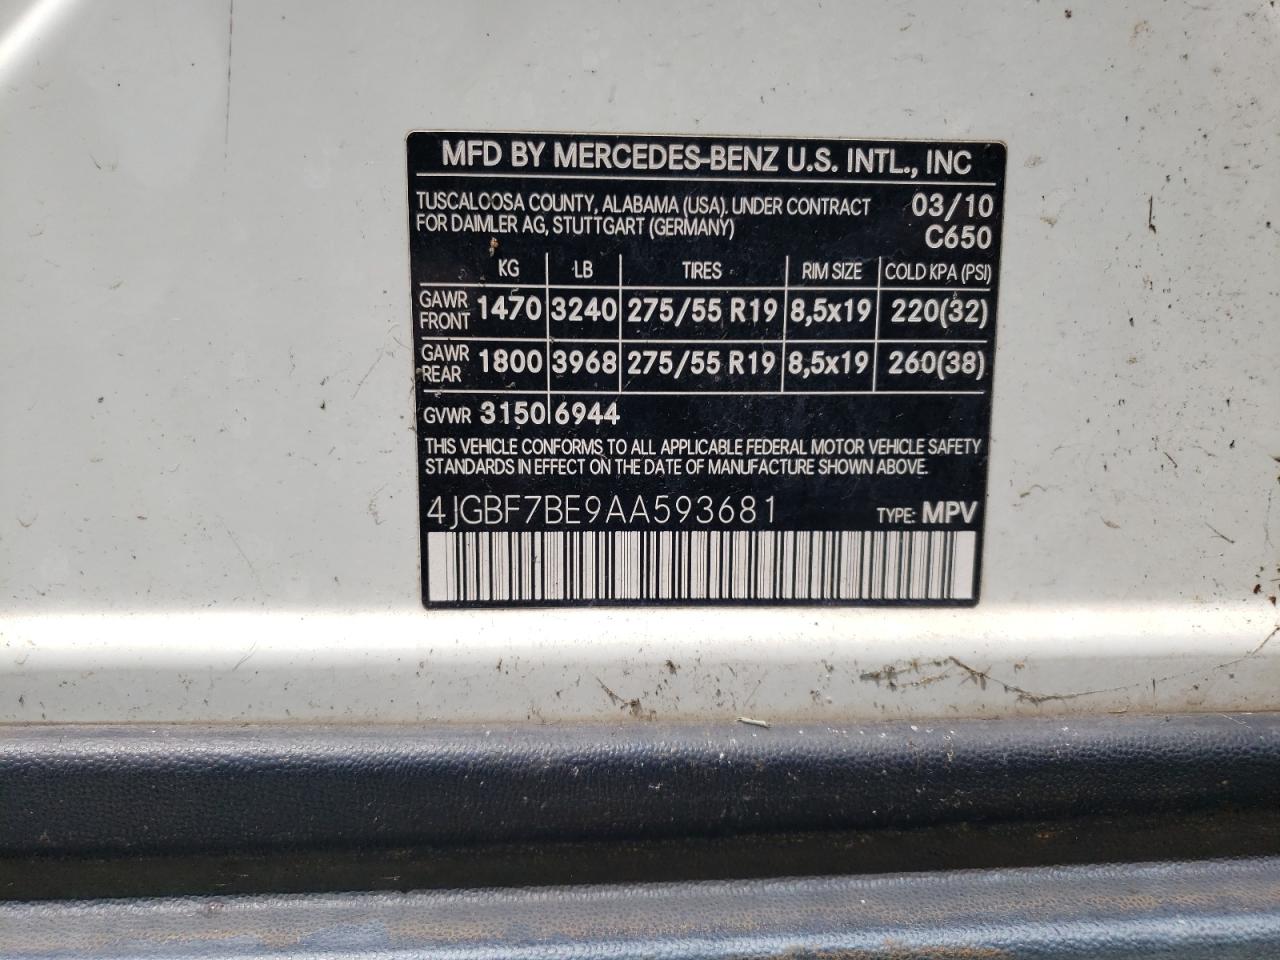 MFD BY MERCEDES-BENZ U.S. INTL., INC
TUSCALOOSA COUNTY, ALABAMA (USA). UNDER CONTRACT 03/10
FOR DAIMLER AG, STUTTGART (GERMANY) C650
KG LB TIRES RIM SIZE COLD KPA (PSI)
GAWR FRONT 1470 3240 275/55 R19 8,5x19 220(32)
GAWR REAR 1800 3968 275/55 R19 8,5x19 260(38)
GVWR 3150 6944
THIS VEHICLE CONFORMS TO ALL APPLICABLE FEDERAL MOTOR VEHICLE SAFETY
STANDARDS IN EFFECT ON THE DATE OF MANUFACTURE SHOWN ABOVE.
4JGBF7BE9AA593681 TYPE: MPV